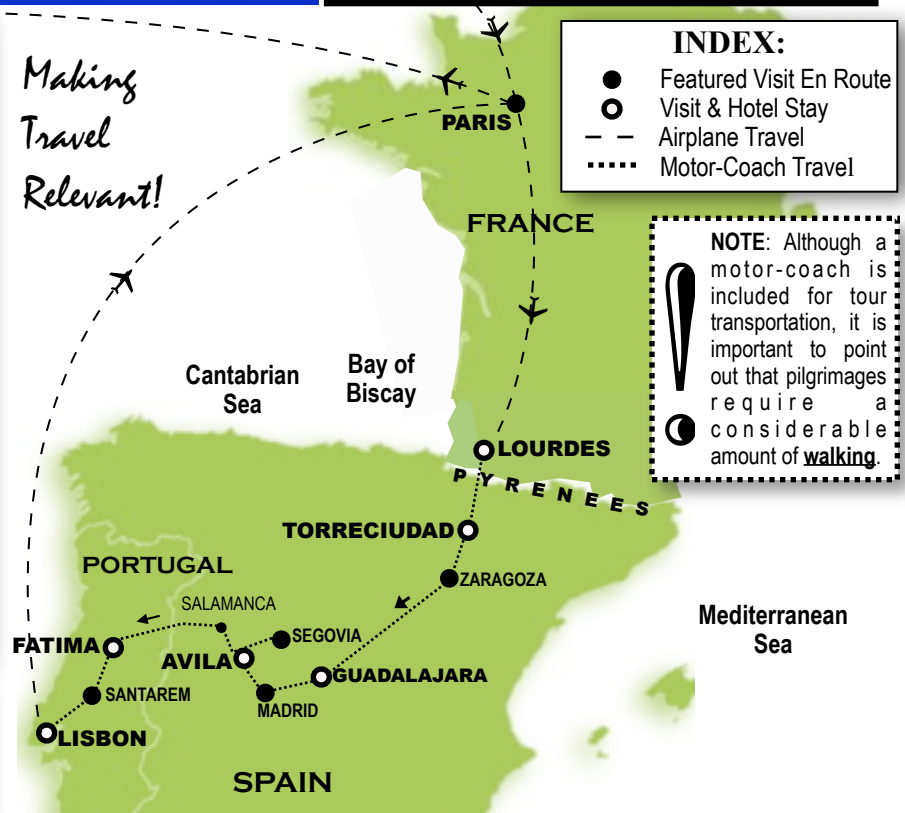 Making
Travel
Relevant!
INDEX:
Featured Visit En Route
Visit & Hotel Stay
Airplane Travel
Motor-Coach Travel
PARIS
FRANCE
NOTE: Although a
motor-coach is
included for tour
transportation, it is
important to point
out that pilgrimages
require a
considerable
amount of walking.
Cantabrian
Sea
Bay of
Biscay
LOURDES
PYRENEES
TORRECIUDAD
ZARAGOZA
PORTUGAL
SALAMANCA
SEGOVIA
FATIMA
AVILA
GUADALAJARA
SANTAREM
MADRID
LISBON
Mediterranean
Sea
SPAIN